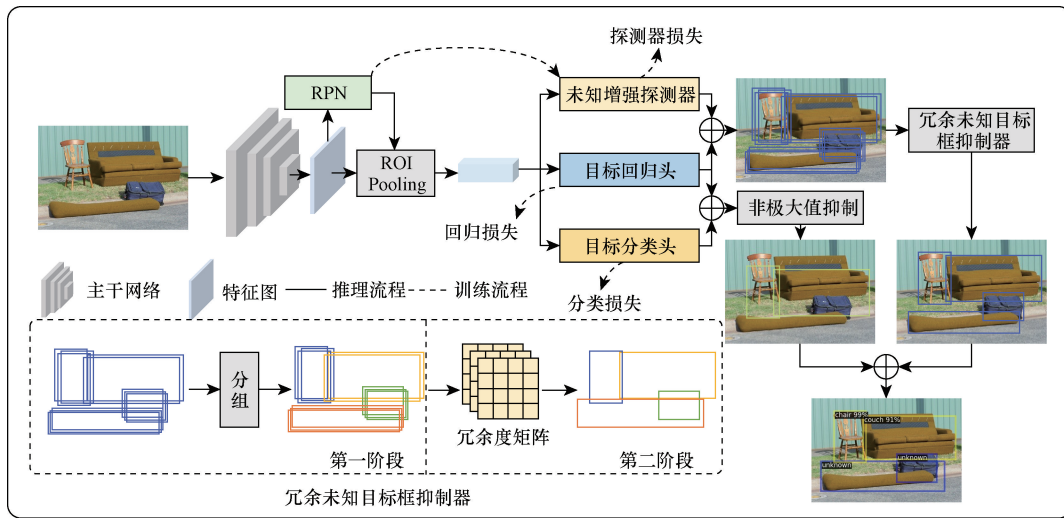 探测器损失
RPN
未知增强探测器
冗余未知目标
框抑制器
ROI
Pooling
目标回归头
回归损失
非极大值抑制
目标分类头
分类损失
主干网络
特征图
推理流程
训练流程
分
组
冗余度矩阵
第一阶段
第二阶段
冗余未知目标框抑制器
chair 99%
couch 91%
unknown
unknown